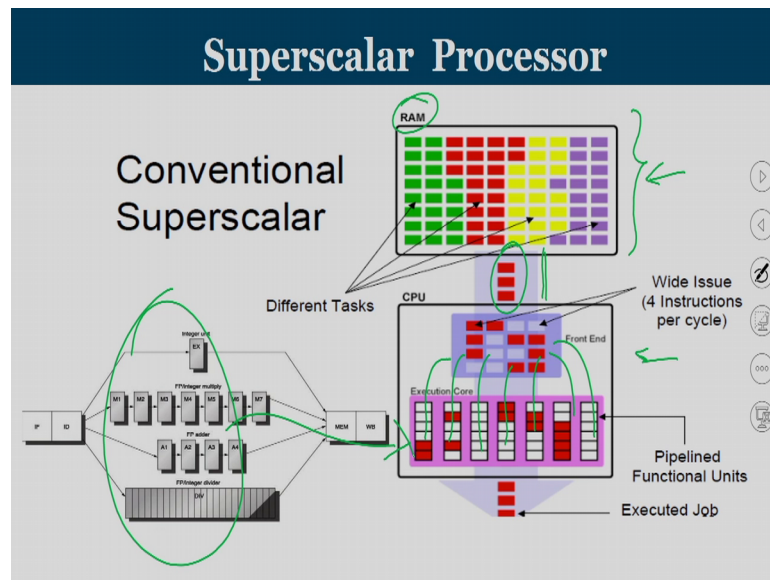 Superscalar Processor
RAM
Conventional
Superscalar
Different Tasks
CPU
Wide Issue
(4 Instructions
per cycle)
Front End
Integer unit
EX
FP/Integer multiply
M1 M2 M3 M4 M5 M6 M7
IF ID
MEM WB
FP adder
A1 A2 A3 A4
FP/Integer divider
DIV
Execution Core
Pipelined
Functional Units
Executed Job